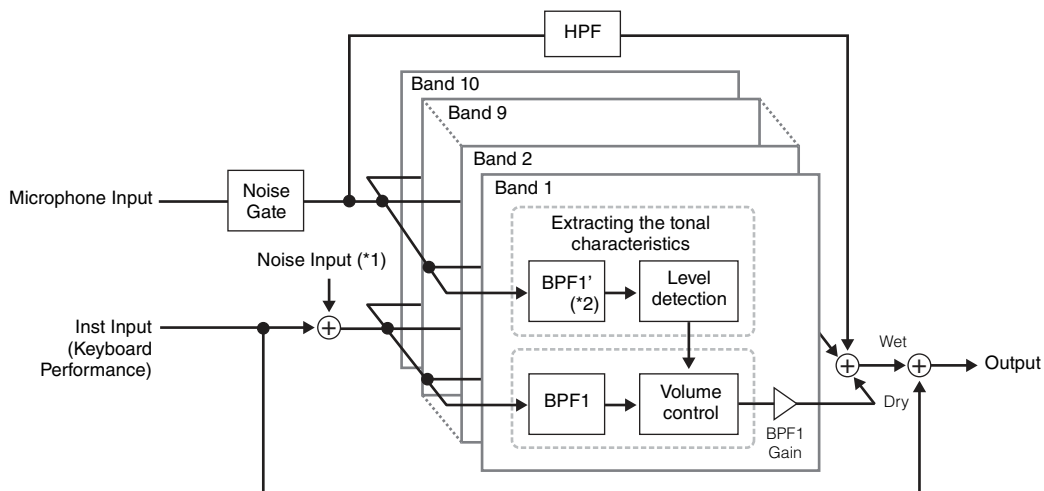 HPF
Band 10
Band 9
Band 2
Band 1
Microphone Input
Noise
Gate
Extracting the tonal
characteristics
Noise Input (*1)
BPF1’
(*2)
Level
detection
Inst Input
(Keyboard
Performance)
Wet
Output
BPF1
Volume
control
Dry
BPF1
Gain